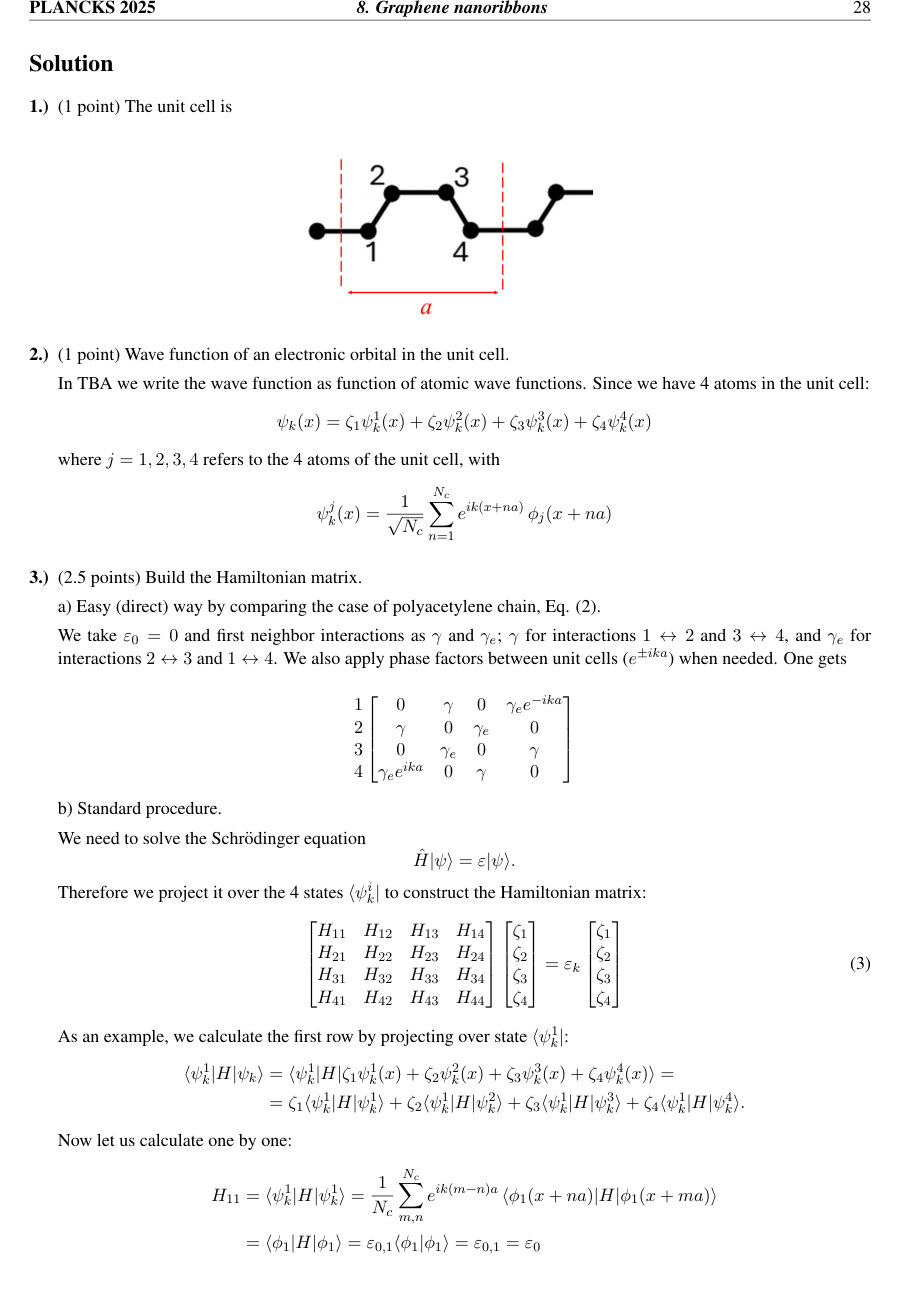 PLANCKS 2025 8. Graphene nanoribbons 28
Solution
1.) (1 point) The unit cell is
2 3
1 4
a
2.) (1 point) Wave function of an electronic orbital in the unit cell.
In TBA we write the wave function as function of atomic wave functions. Since we have 4 atoms in the unit cell:
ψ_k(x) = ζ_1ψ_k^1(x) + ζ_2ψ_k^2(x) + ζ_3ψ_k^3(x) + ζ_4ψ_k^4(x)
where j = 1, 2, 3, 4 refers to the 4 atoms of the unit cell, with
ψ_k^j(x) = \frac{1}{\sqrt{N_c}} \sum_{n=1}^{N_c} e^{ik(x+na)} ϕ_j(x + na)
3.) (2.5 points) Build the Hamiltonian matrix.
a) Easy (direct) way by comparing the case of polyacetylene chain, Eq. (2).
We take ε_0 = 0 and first neighbor interactions as γ and γ_e; γ for interactions 1 ↔ 2 and 3 ↔ 4, and γ_e for
interactions 2 ↔ 3 and 1 ↔ 4. We also apply phase factors between unit cells (e^{±ika}) when needed. One gets
1 [ 0 γ 0 γ_e e^{-ika} ]
2 [ γ 0 γ_e 0 ]
3 [ 0 γ_e 0 γ ]
4 [ γ_e e^{ika} 0 γ 0 ]
b) Standard procedure.
We need to solve the Schrödinger equation
Ĥ|ψ⟩ = ε|ψ⟩.
Therefore we project it over the 4 states ⟨ψ_k^i| to construct the Hamiltonian matrix:
[ H_11 H_12 H_13 H_14 ] [ ζ_1 ] [ ζ_1 ]
[ H_21 H_22 H_23 H_24 ] [ ζ_2 ] = ε_k [ ζ_2 ] (3)
[ H_31 H_32 H_33 H_34 ] [ ζ_3 ] [ ζ_3 ]
[ H_41 H_42 H_43 H_44 ] [ ζ_4 ] [ ζ_4 ]
As an example, we calculate the first row by projecting over state ⟨ψ_k^1|:
⟨ψ_k^1|H|ψ_k⟩ = ⟨ψ_k^1|H|ζ_1ψ_k^1(x) + ζ_2ψ_k^2(x) + ζ_3ψ_k^3(x) + ζ_4ψ_k^4(x)⟩ =
= ζ_1⟨ψ_k^1|H|ψ_k^1⟩ + ζ_2⟨ψ_k^1|H|ψ_k^2⟩ + ζ_3⟨ψ_k^1|H|ψ_k^3⟩ + ζ_4⟨ψ_k^1|H|ψ_k^4⟩.
Now let us calculate one by one:
H_11 = ⟨ψ_k^1|H|ψ_k^1⟩ = \frac{1}{N_c} \sum_{m,n}^{N_c} e^{ik(m−n)a} ⟨ϕ_1(x + na)|H|ϕ_1(x + ma)⟩
= ⟨ϕ_1|H|ϕ_1⟩ = ε_{0,1}⟨ϕ_1|ϕ_1⟩ = ε_{0,1} = ε_0